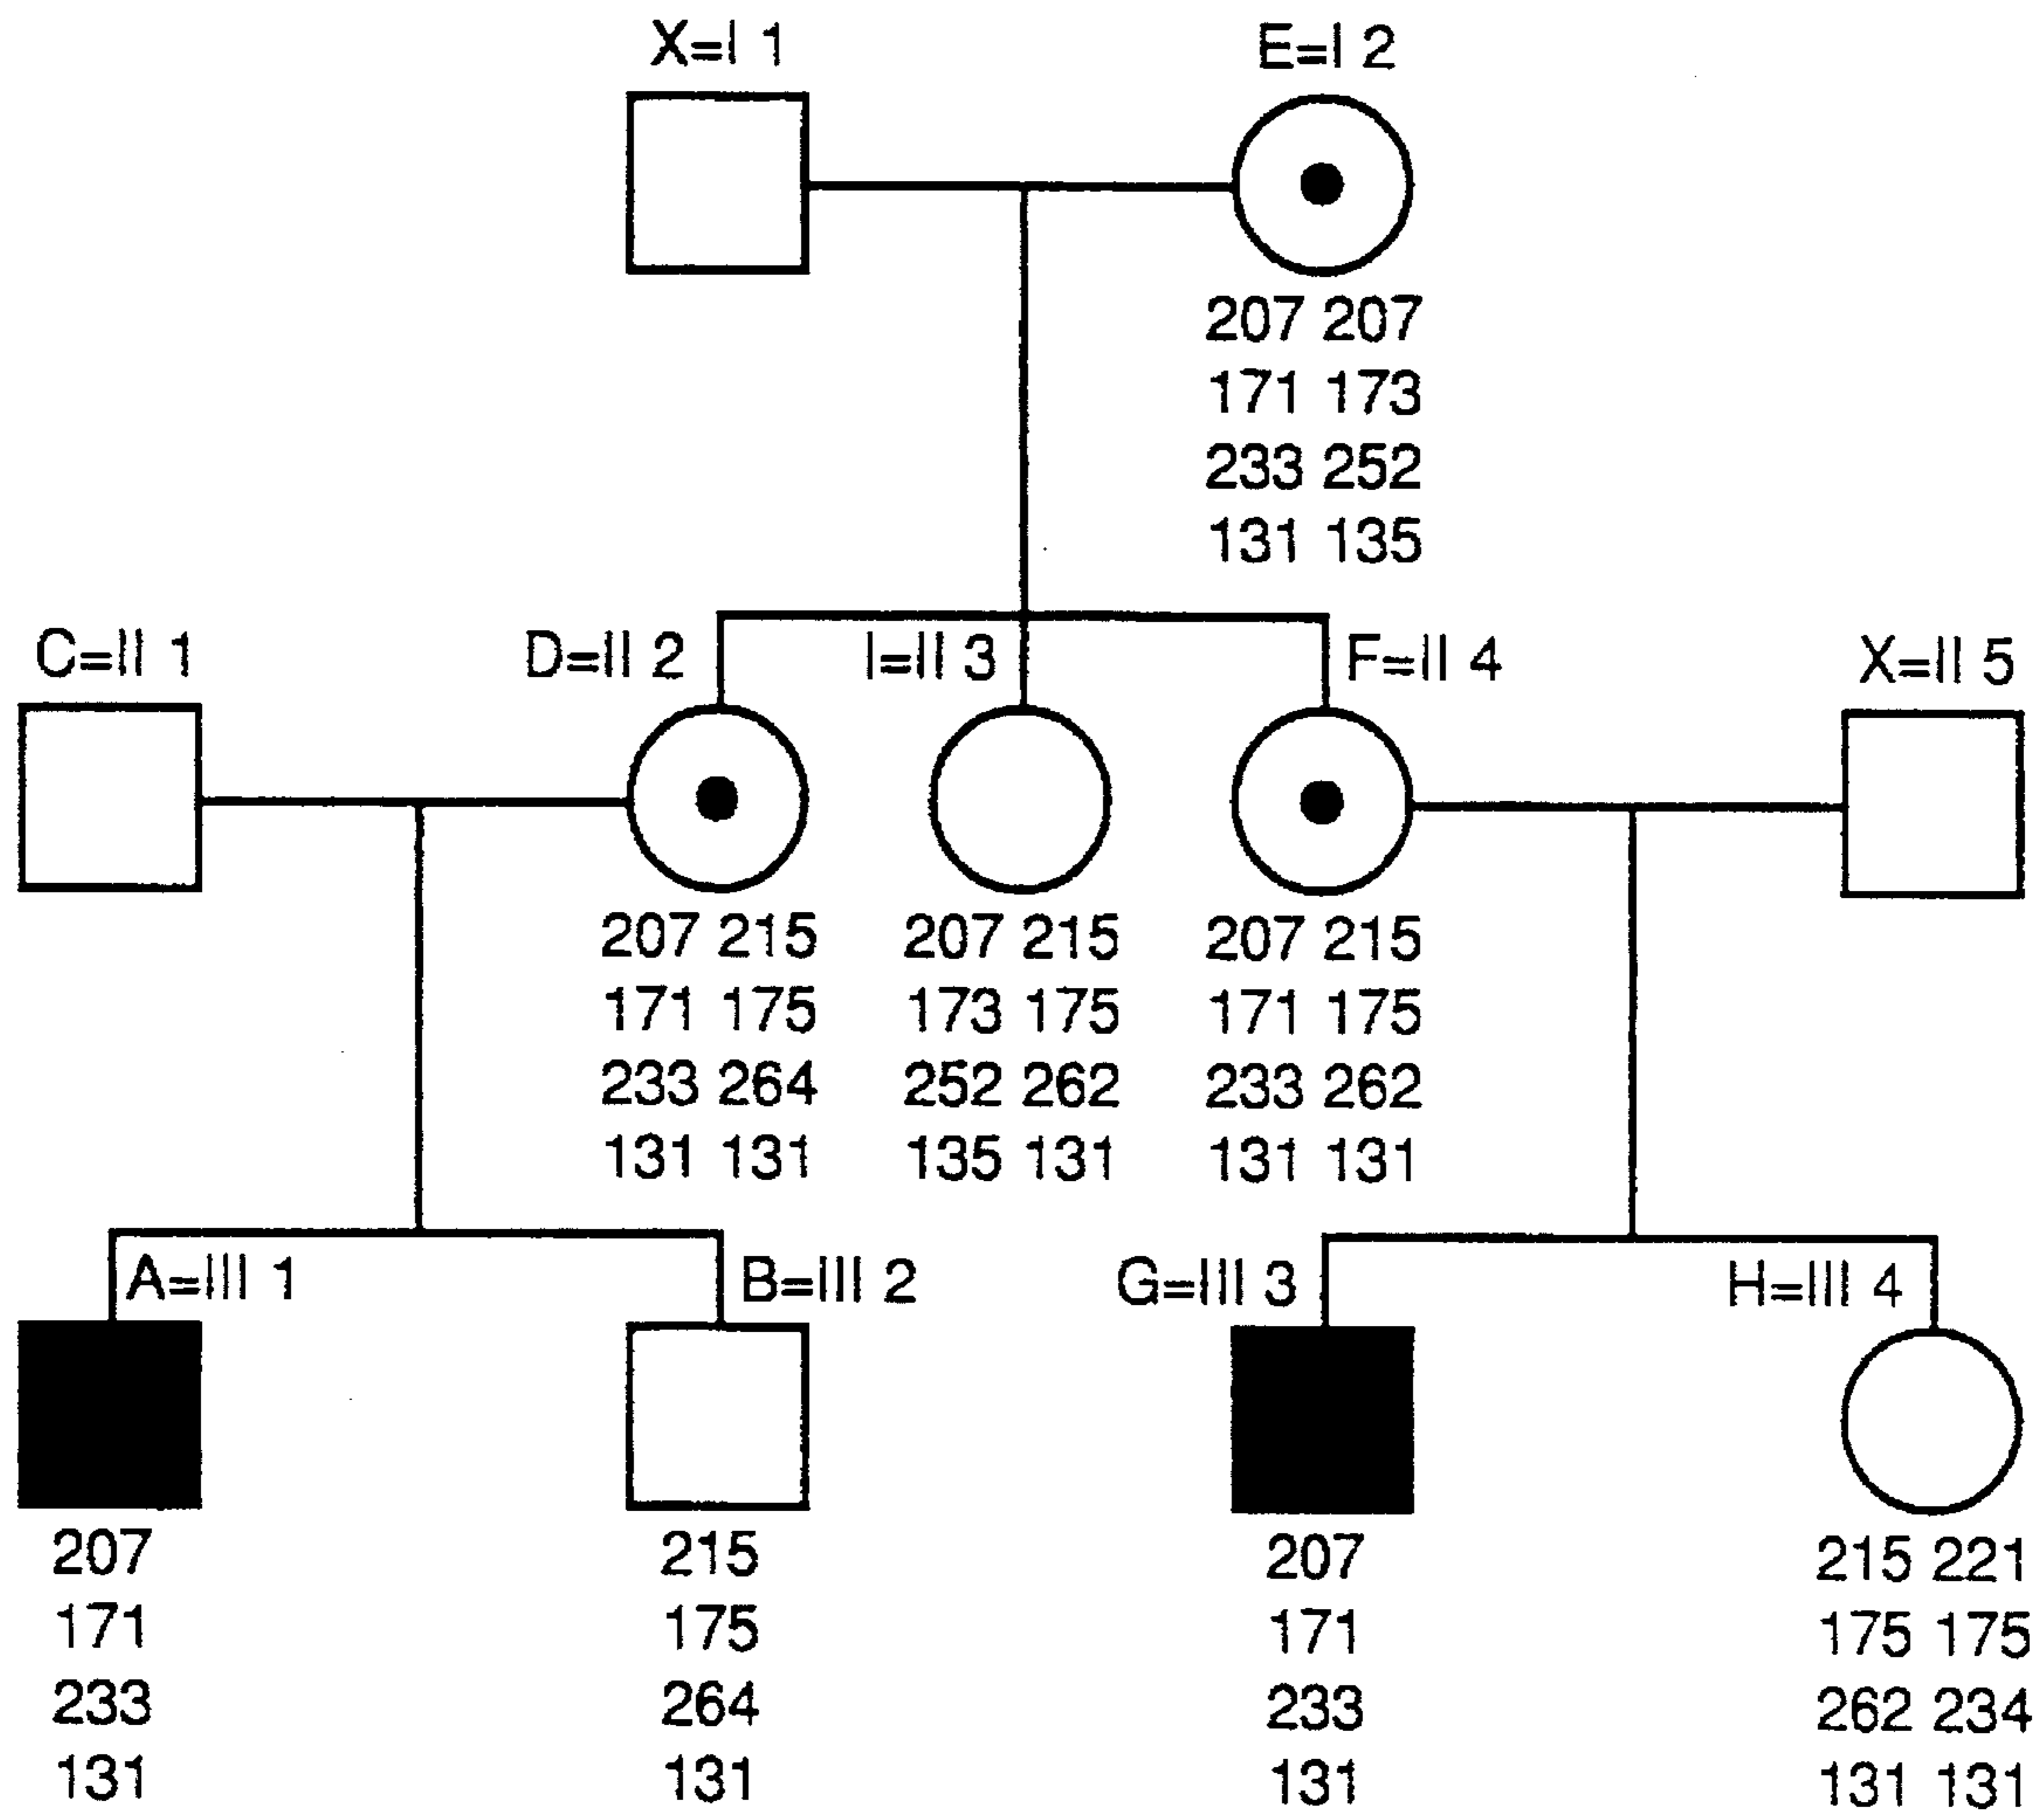 X=I 1
E=I 2
207 207
171 173
233 252
131 135
C=II 1
D=II 2
I=II 3
F=II 4
X=II 5
207 215
171 175
233 264
131 131
207 215
173 175
252 262
135 131
207 215
171 175
233 262
131 131
A=III 1
B=III 2
G=III 3
H=III 4
207
171
233
131
215
175
264
131
207
171
233
131
215 221
175 175
262 234
131 131